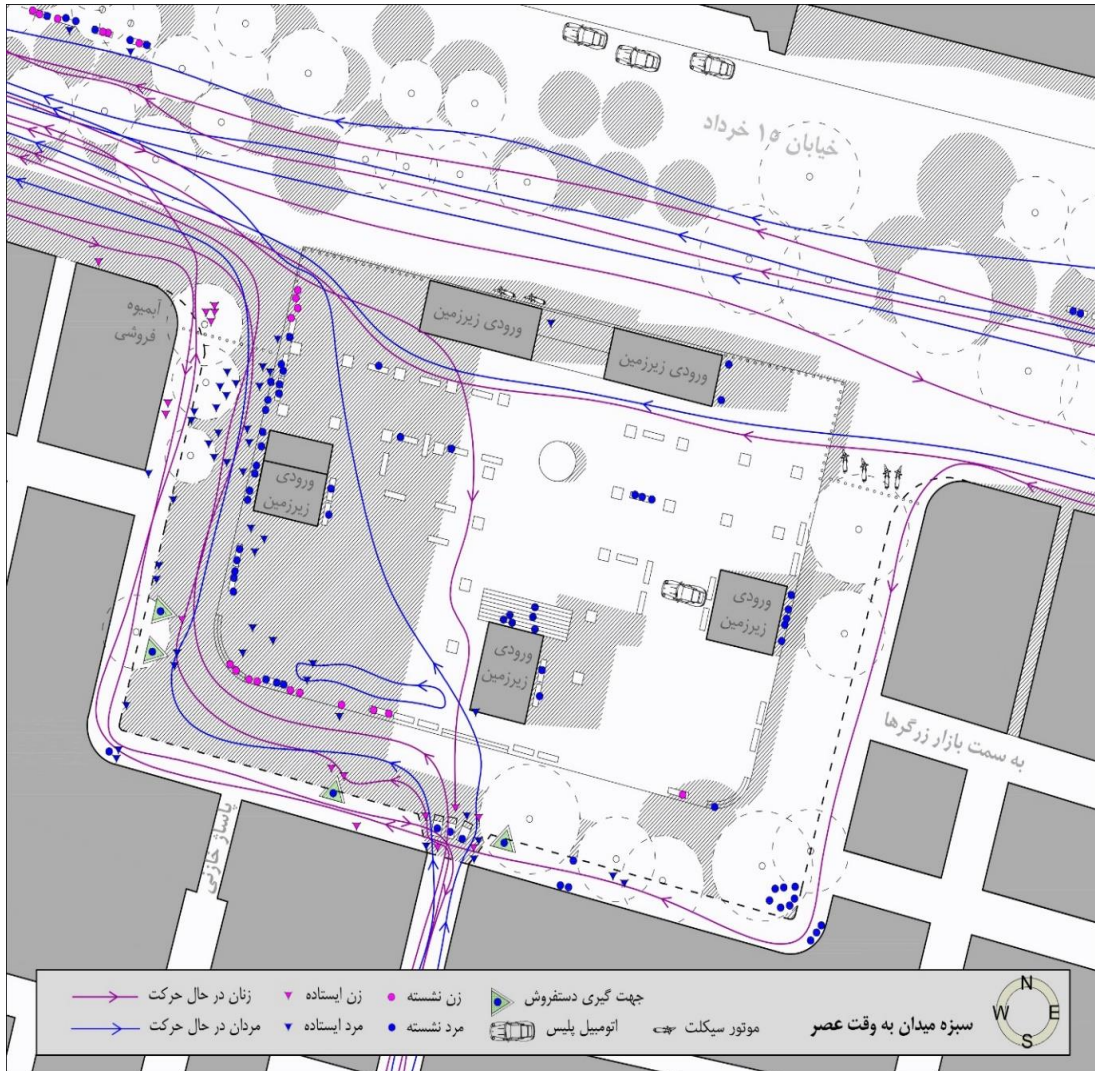 خیابان ۱۵ خرداد
آبمیوه
فروشی
ورودی زیرزمین
ورودی زیرزمین
ورودی
زیرزمین
ورودی
زیرزمین
ورودی
زیرزمین
به سمت بازار زرگرها
پاساژ خازنی
زنان در حال حرکت
زن ایستاده
زن نشسته
جهت گیری دستفروش
مردان در حال حرکت
مرد ایستاده
مرد نشسته
اتومبیل پلیس
موتور سیکلت
سبزه میدان به وقت عصر
N
W
E
S